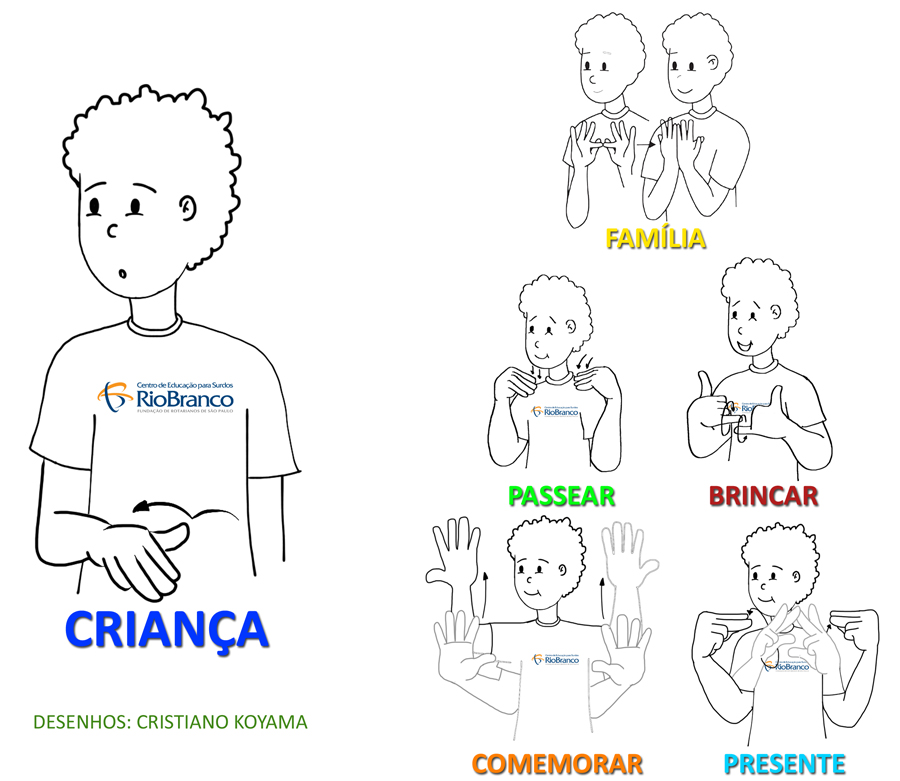 Centro de Educação para Surdos
RioBranco
FUNDAÇÃO DE ROTARIANOS DE SÃO PAULO
CRIANÇA
DESENHOS: CRISTIANO KOYAMA
FAMÍLIA
RioBranco
PASSEAR
RioBranco
BRINCAR
RioBranco
COMEMORAR
RioBranco
PRESENTE